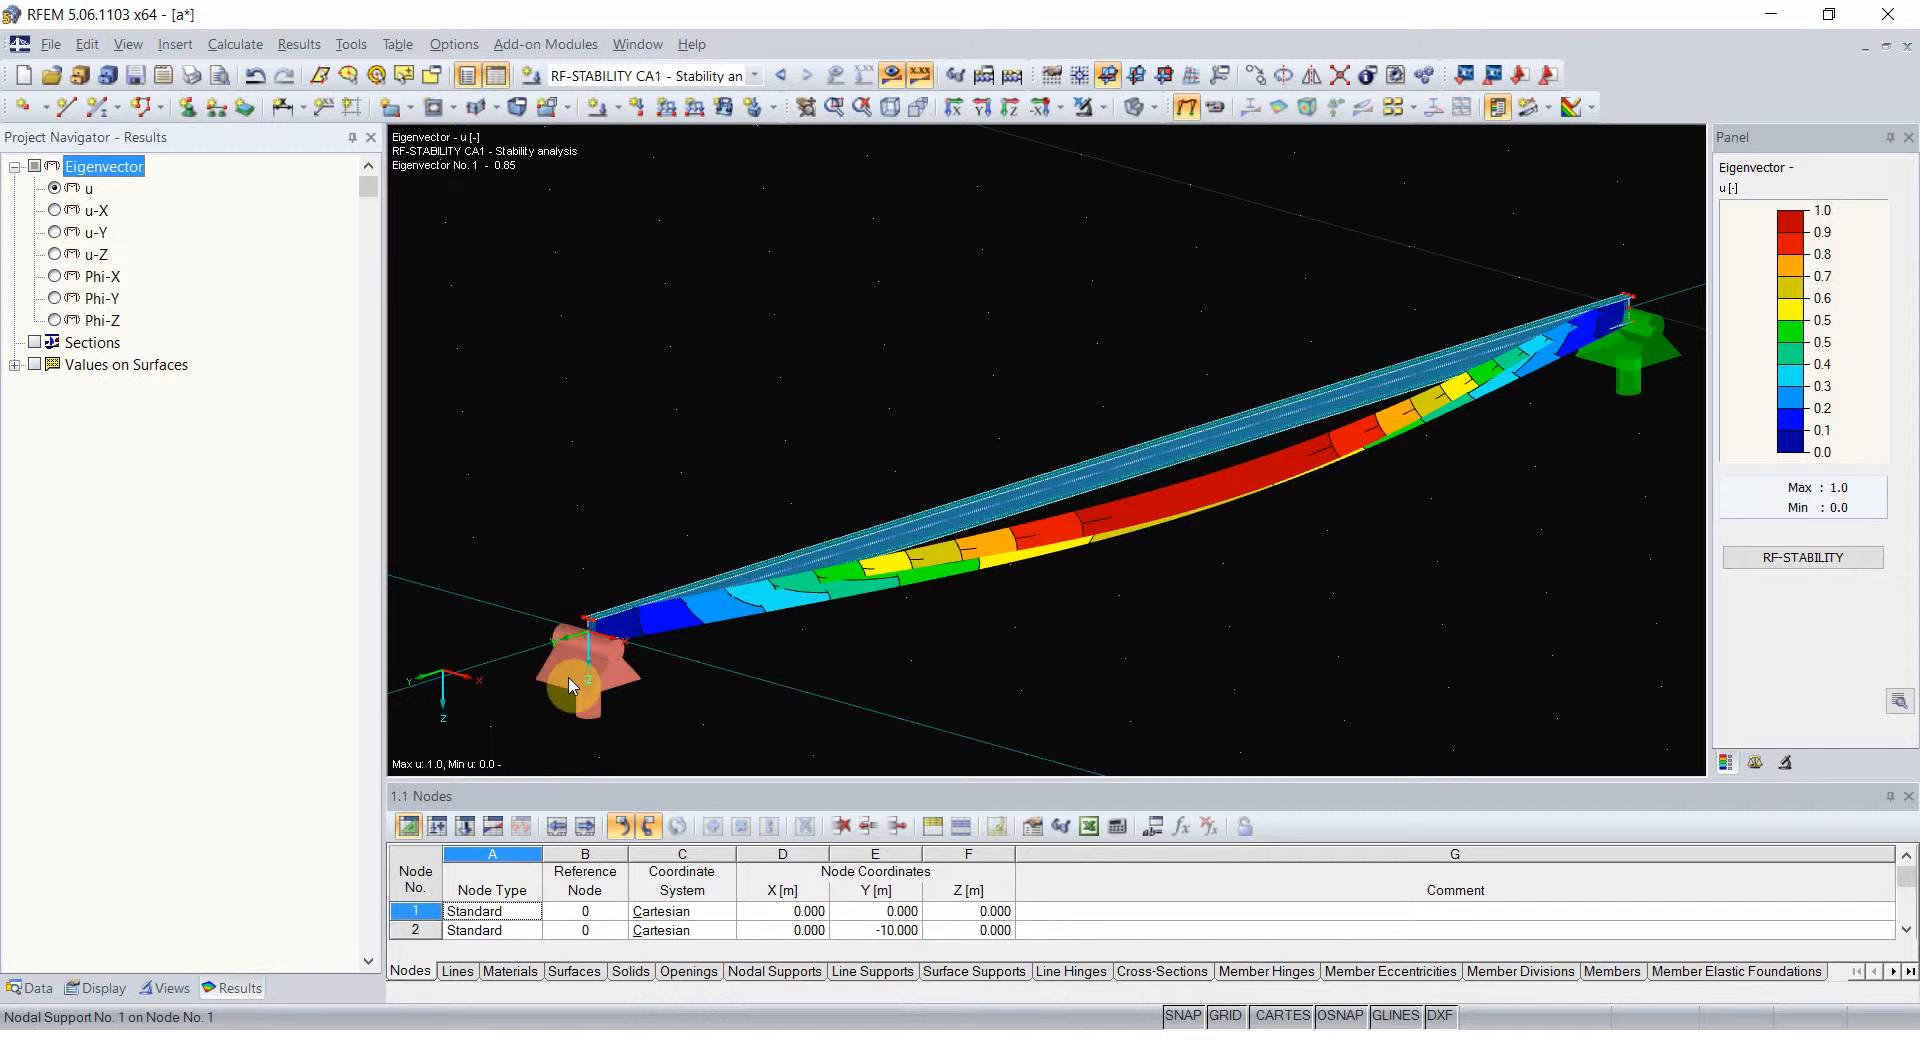 RFEM 5.06.1103 x64 - [a*]
File Edit View Insert Calculate Results Tools Table Options Add-on Modules Window Help
RF-STABILITY CA1 - Stability an
Project Navigator - Results
Eigenvector
u
u-X
u-Y
u-Z
Phi-X
Phi-Y
Phi-Z
Sections
Values on Surfaces
Data Display Views Results
Eigenvector - u [-]
RF-STABILITY CA1 - Stability analysis
Eigenvector No. 1 - 0.85
Y X
Z
Z
Max u: 1.0, Min u: 0.0 -
Panel
Eigenvector -
u [-]
1.0
0.9
0.8
0.7
0.6
0.5
0.5
0.4
0.3
0.2
0.1
0.0
Max : 1.0
Min : 0.0
RF-STABILITY
1.1 Nodes
A B C D E F G
Node Reference Coordinate Node Coordinates
No. Node Type Node System X [m] Y [m] Z [m] Comment
1 Standard 0 Cartesian 0.000 0.000 0.000
2 Standard 0 Cartesian 0.000 -10.000 0.000
Nodes Lines Materials Surfaces Solids Openings Nodal Supports Line Supports Surface Supports Line Hinges Cross-Sections Member Hinges Member Eccentricities Member Divisions Members Member Elastic Foundations
Nodal Support No. 1 on Node No. 1
SNAP GRID CARTES OSNAP GLINES DXF